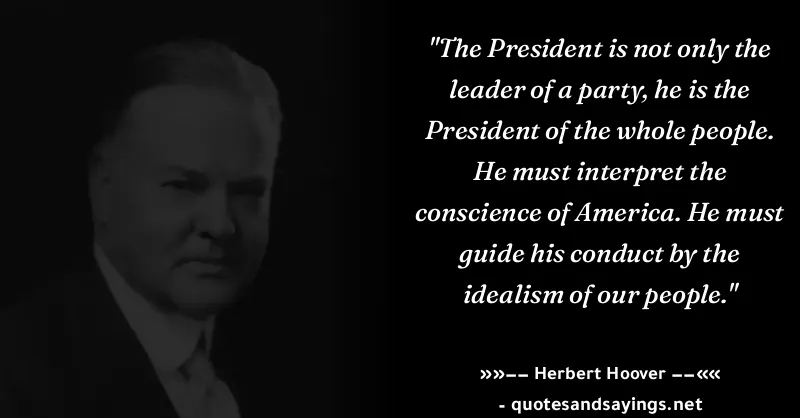 "The President is not only the
leader of a party, he is the
President of the whole people.
He must interpret the
conscience of America. He must
guide his conduct by the
idealism of our people."
»»−− Herbert Hoover −−««
- quotesandsayings.net